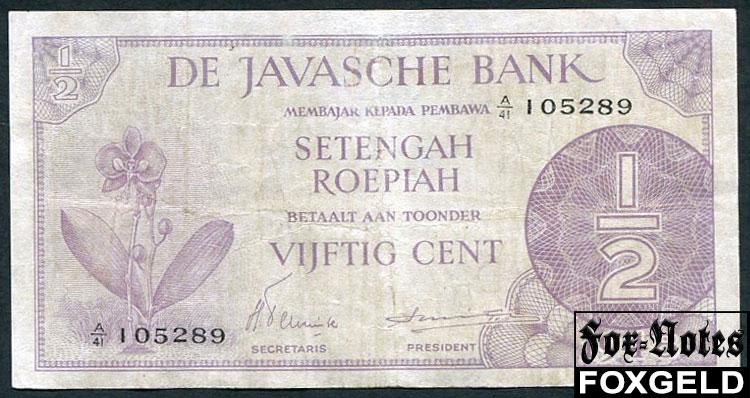 1/2
DE JAVASCHE BANK
MEMBAJAR KEPADA PEMBAWA A/41 105289
SETENGAH
ROEPIAH
BETAALT AAN TOONDER
VIJFTIG CENT
1/2
A/41 105289
SECRETARIS PRESIDENT
Fox-Notes
FOXGELD